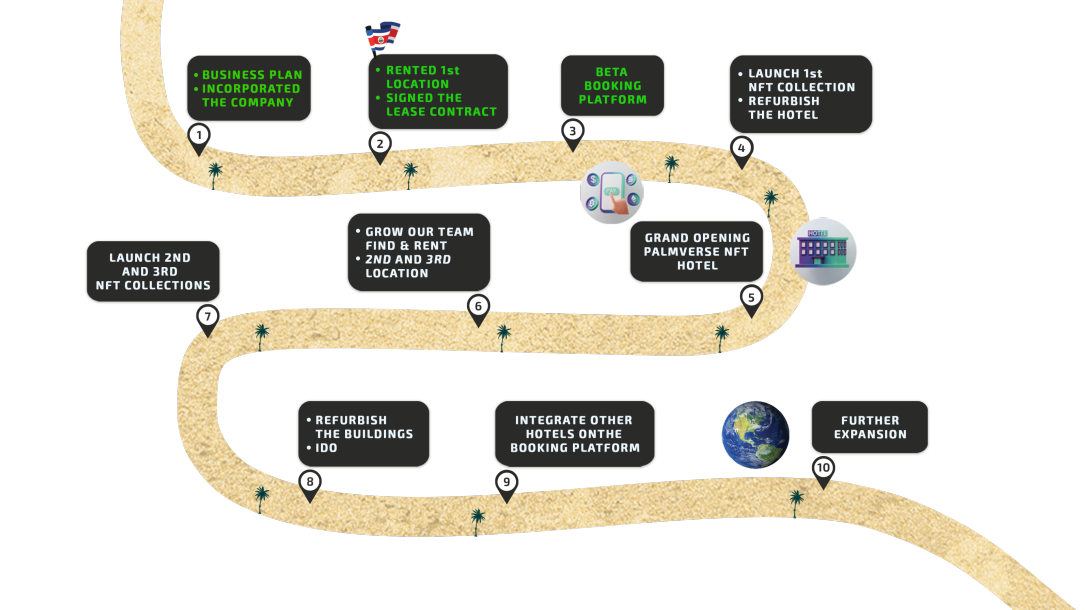 • BUSINESS PLAN
• INCORPORATED
THE COMPANY
1
• RENTED 1st
LOCATION
• SIGNED THE
LEASE CONTRACT
2
BETA
BOOKING
PLATFORM
3
• LAUNCH 1st
NFT COLLECTION
• REFURBISH
THE HOTEL
4
HOTEL
GRAND OPENING
PALMVERSE NFT
HOTEL
5
• GROW OUR TEAM
FIND & RENT
• 2ND AND 3RD
LOCATION
6
LAUNCH 2ND
AND 3RD
NFT COLLECTIONS
7
• REFURBISH
THE BUILDINGS
• IDO
8
INTEGRATE OTHER
HOTELS ONTHE
BOOKING PLATFORM
9
FURTHER
EXPANSION
10